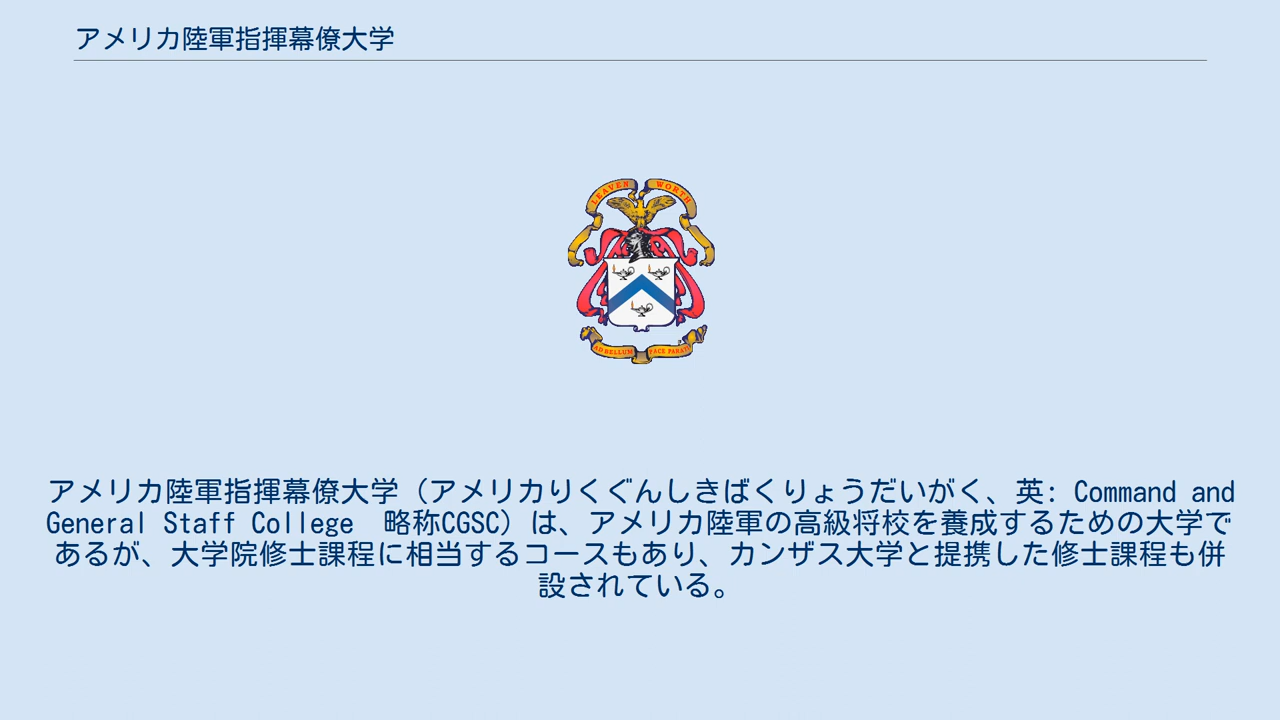 アメリカ陸軍指揮幕僚大学
LEAVEN WORTH
AD BELLUM PACE PARATI
アメリカ陸軍指揮幕僚大学（アメリカりくぐんしきばくりょうだいがく、英: Command and
General Staff College　略称CGSC）は、アメリカ陸軍の高級将校を養成するための大学で
あるが、大学院修士課程に相当するコースもあり、カンザス大学と提携した修士課程も併
設されている。